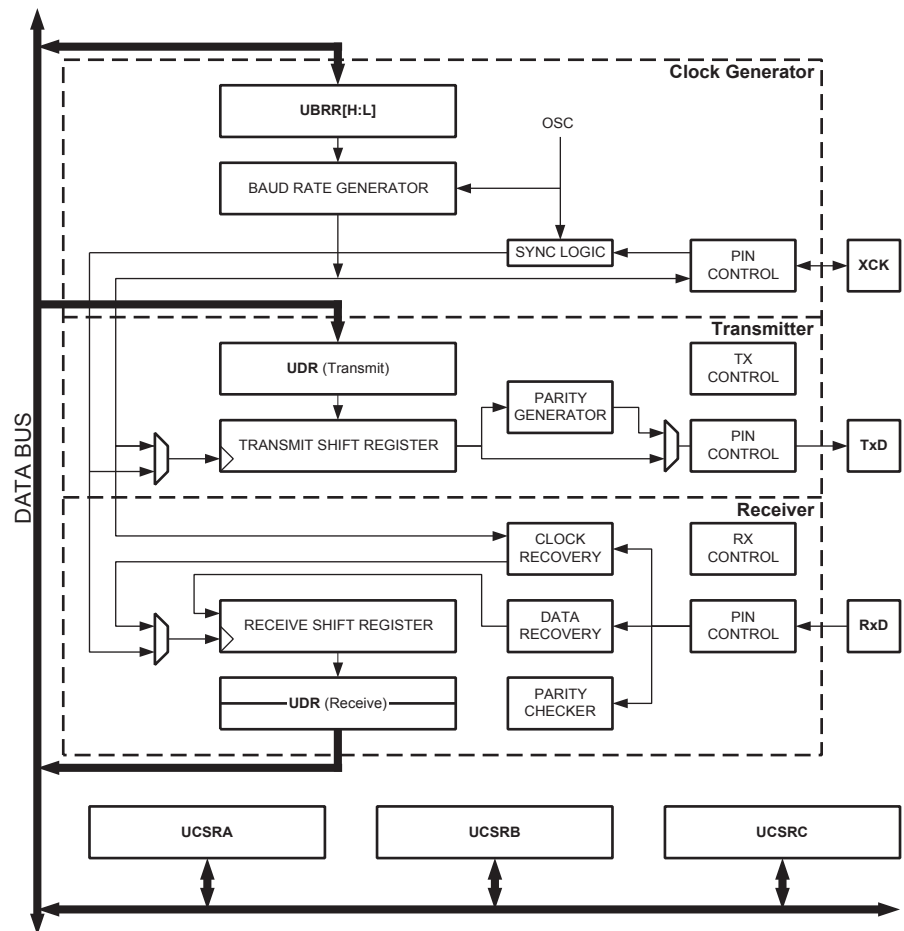 Clock Generator
UBRR[H:L]
OSC
BAUD RATE GENERATOR
SYNC LOGIC
PIN
CONTROL
XCK
Transmitter
UDR (Transmit)
TX
CONTROL
PARITY
GENERATOR
TRANSMIT SHIFT REGISTER
PIN
CONTROL
TxD
DATA BUS
Receiver
CLOCK
RECOVERY
RX
CONTROL
RECEIVE SHIFT REGISTER
DATA
RECOVERY
PIN
CONTROL
RxD
UDR (Receive)
PARITY
CHECKER
UCSRA
UCSRB
UCSRC